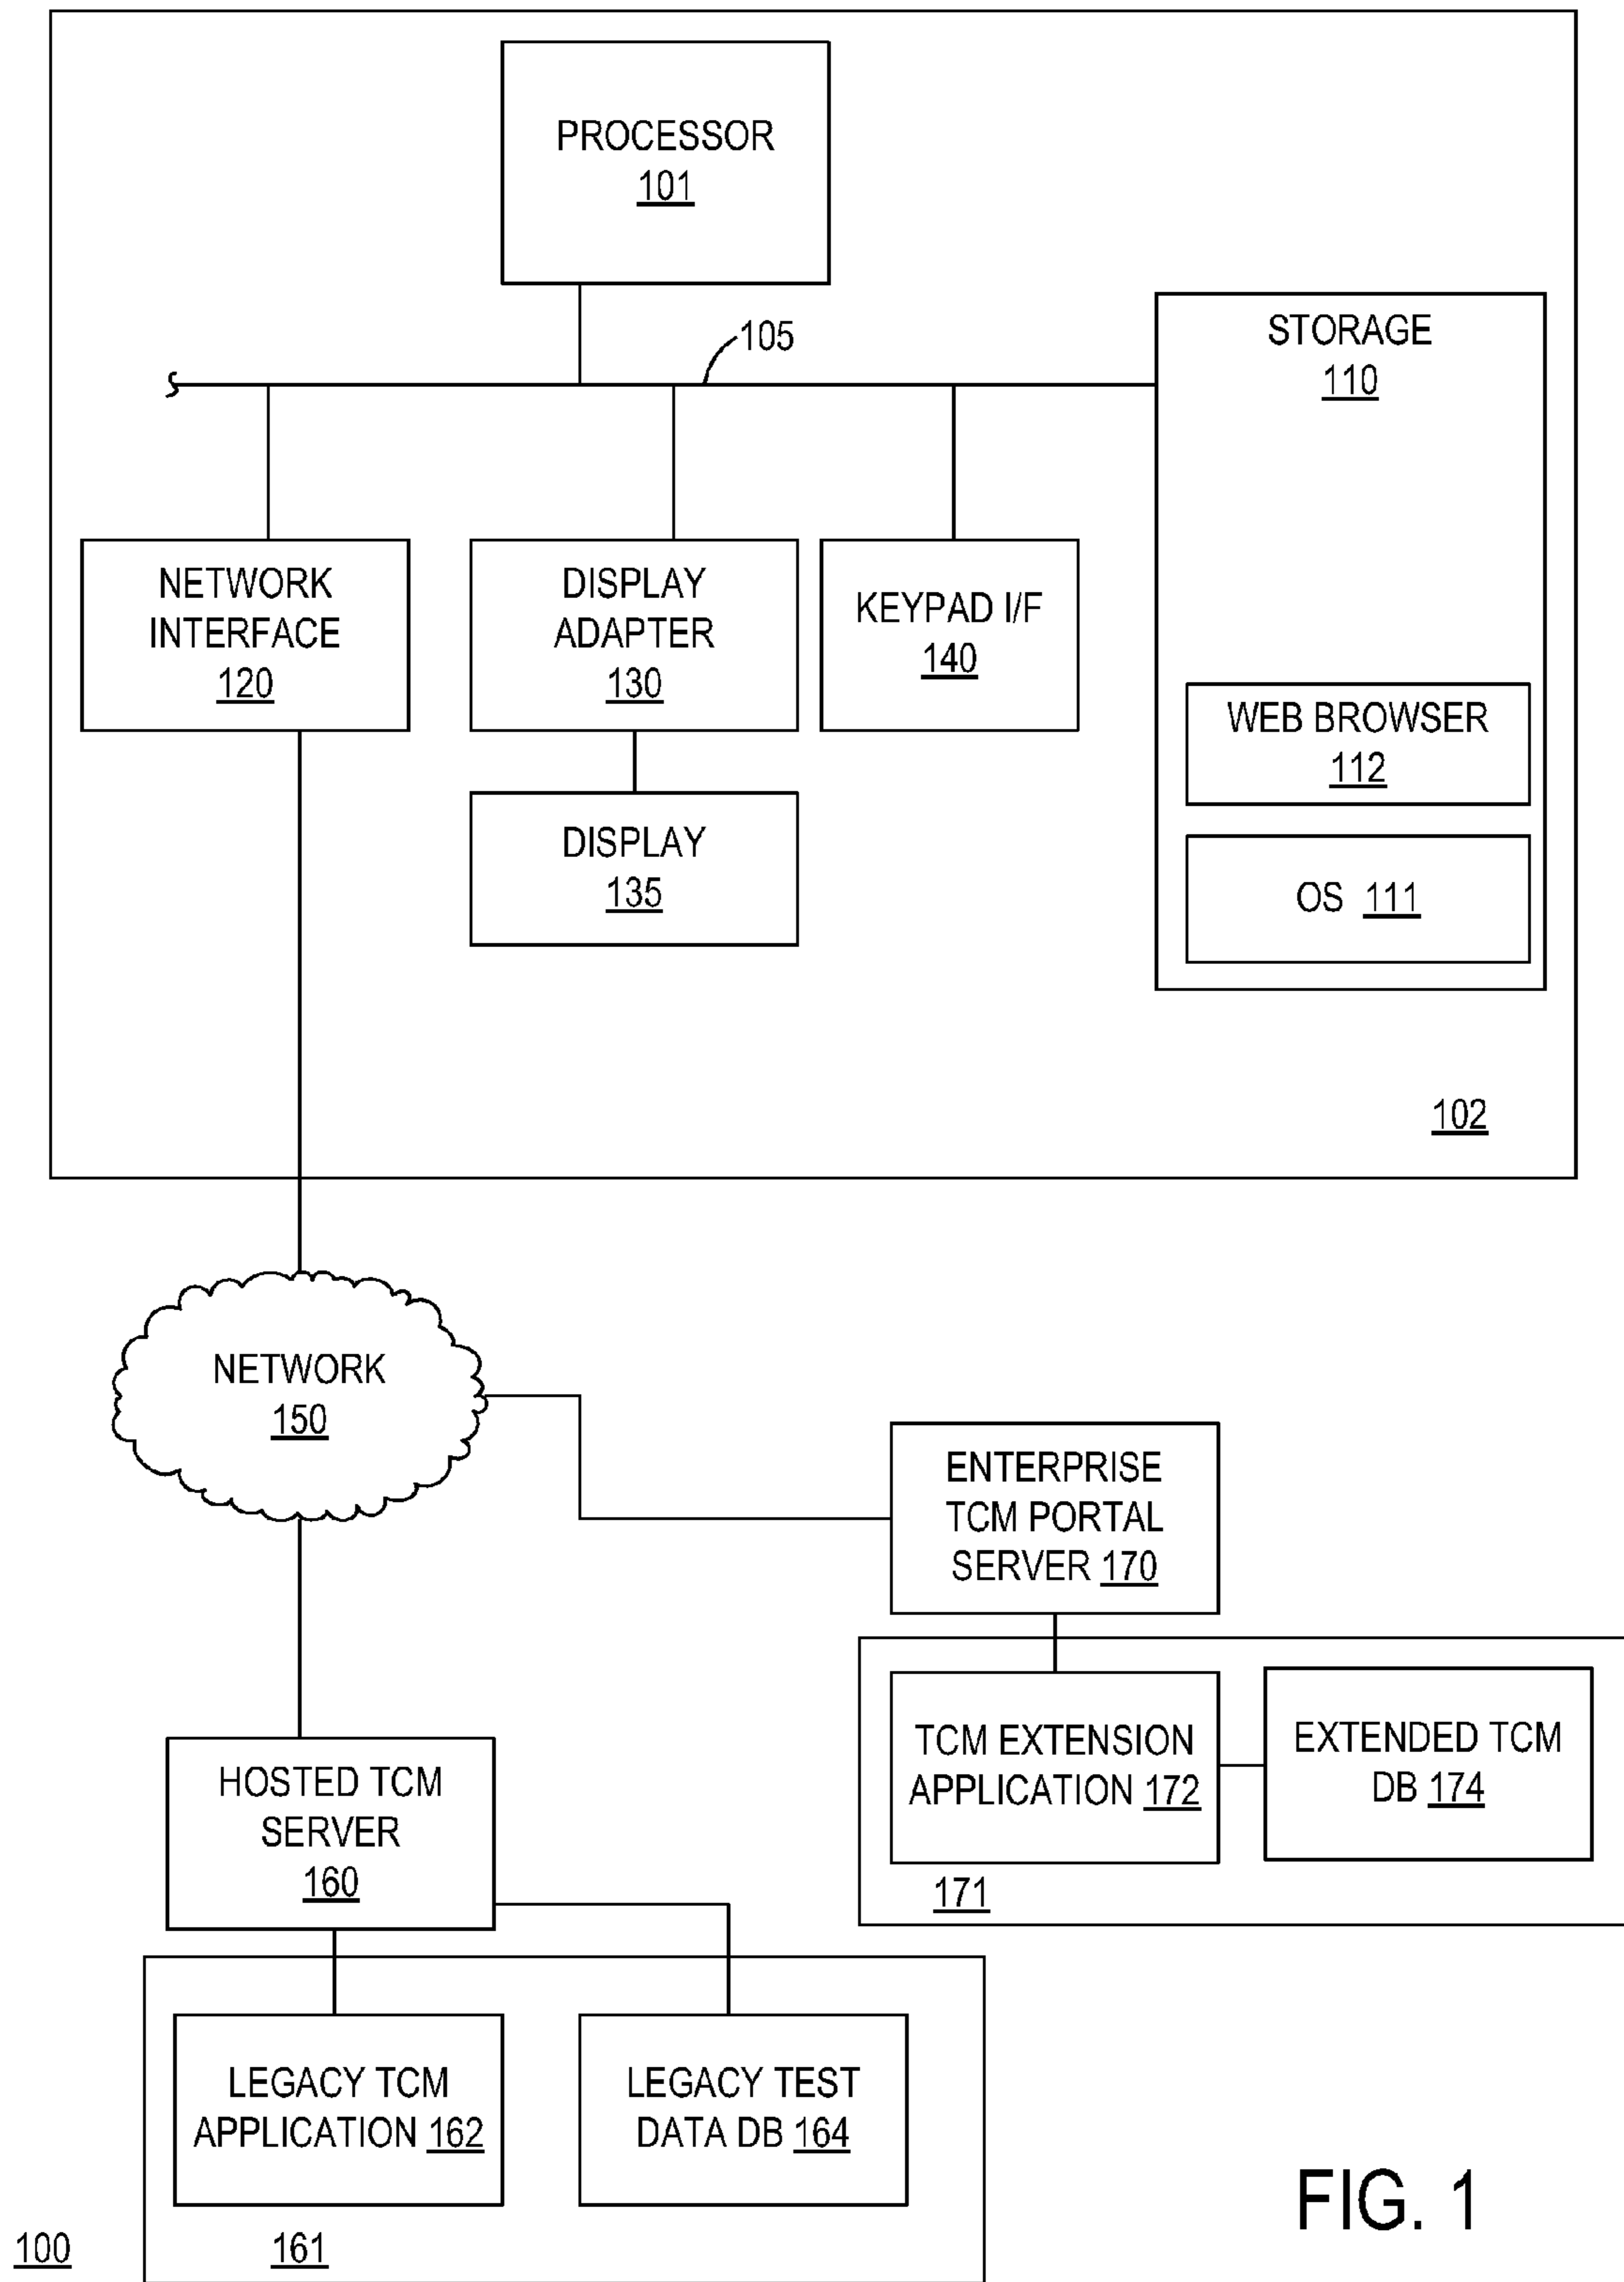 PROCESSOR
101
105
STORAGE
110
NETWORK
INTERFACE
120
DISPLAY
ADAPTER
130
KEYPAD I/F
140
WEB BROWSER
112
DISPLAY
135
OS 111
102
NETWORK
150
ENTERPRISE
TCM PORTAL
SERVER 170
TCM EXTENSION
APPLICATION 172
EXTENDED TCM
DB 174
171
HOSTED TCM
SERVER
160
LEGACY TCM
APPLICATION 162
LEGACY TEST
DATA DB 164
161
100
FIG. 1